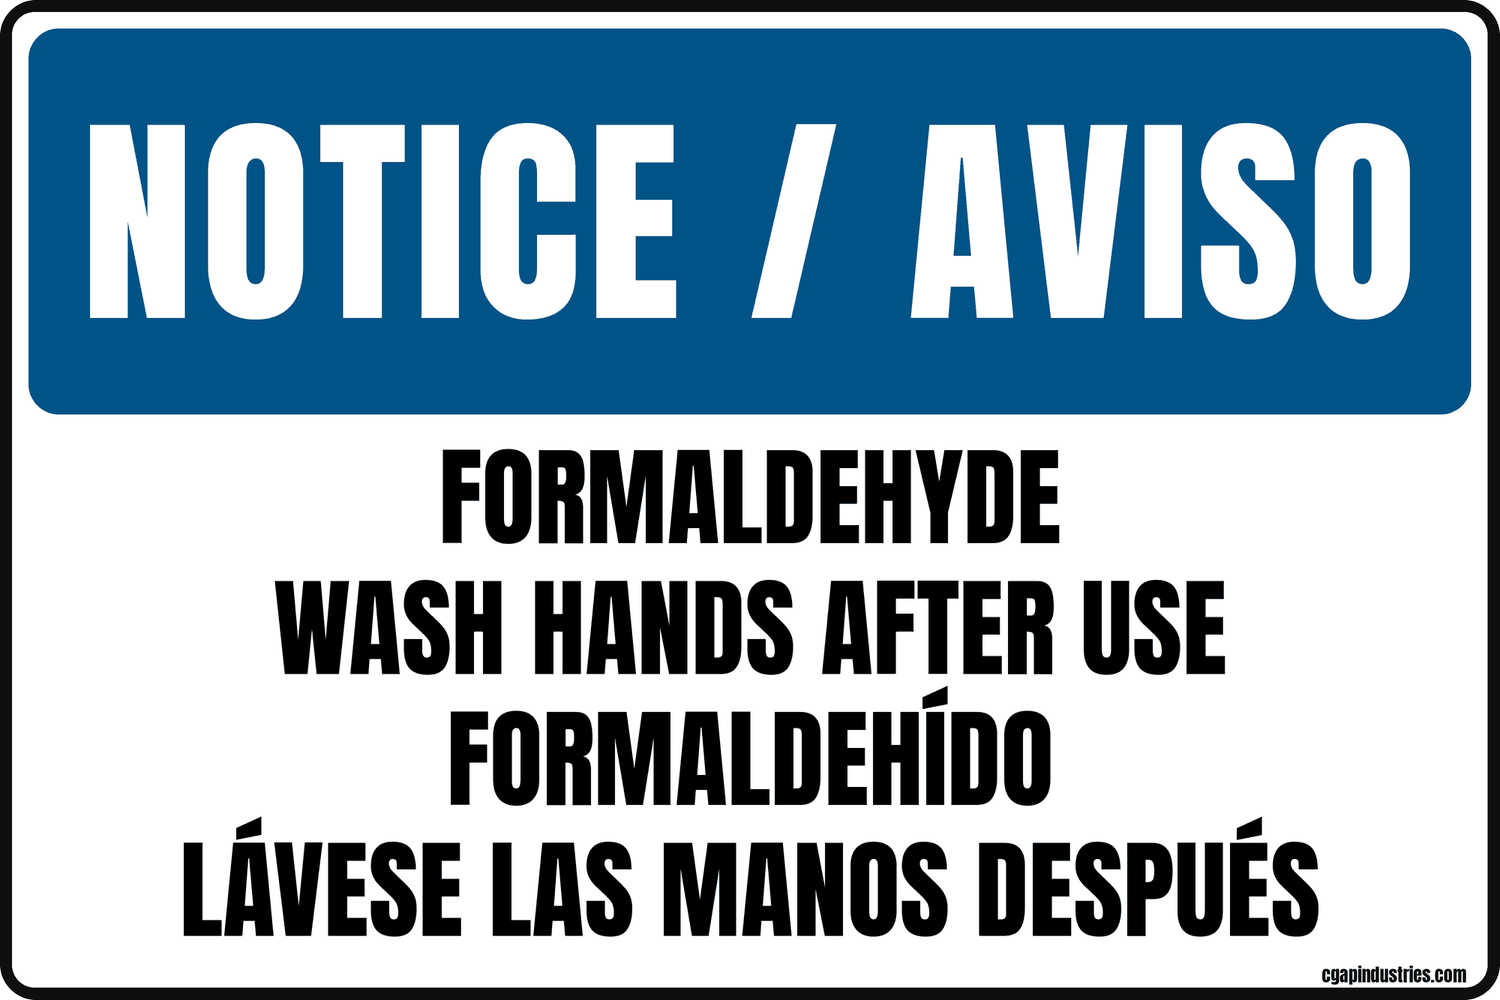 NOTICE / AVISO
FORMALDEHYDE
WASH HANDS AFTER USE
FORMALDEHÍDO
LÁVESE LAS MANOS DESPUÉS
cgapindustries.com